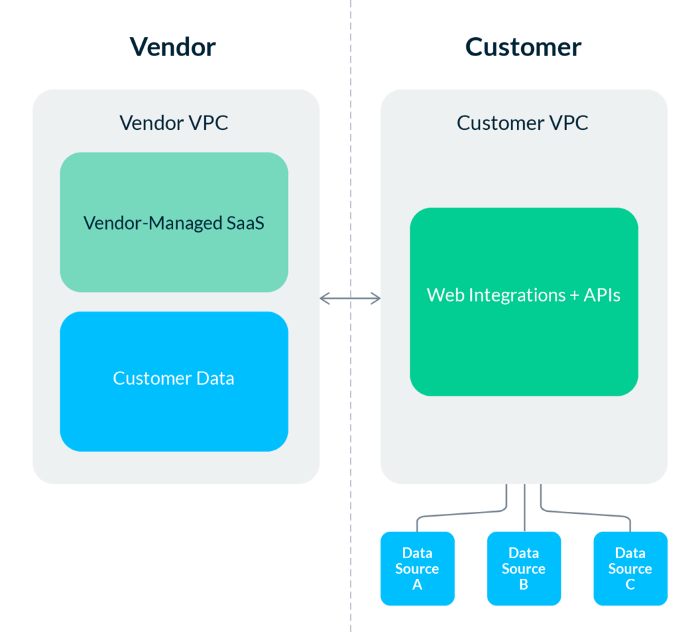 Vendor
Customer
Vendor VPC
Vendor-Managed SaaS
Customer Data
Customer VPC
Web Integrations + APIs
Data
Source
A
Data
Source
B
Data
Source
C